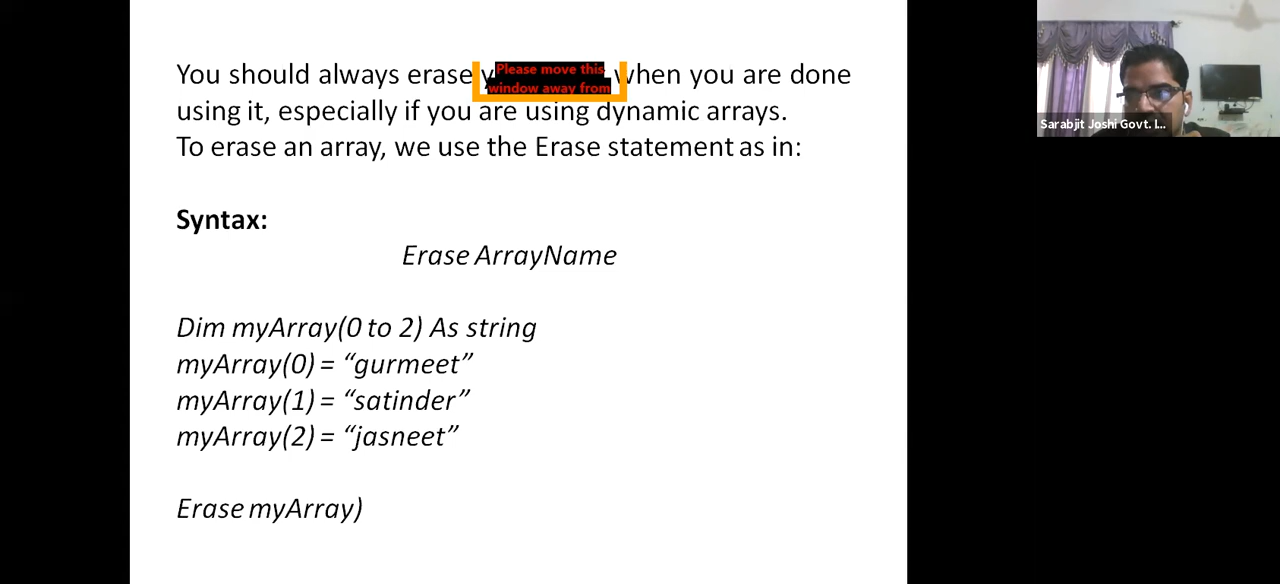 You should always erase y when you are done
Please move this
window away from
using it, especially if you are using dynamic arrays.
To erase an array, we use the Erase statement as in:
Syntax:
Erase ArrayName
Dim myArray(0 to 2) As string
myArray(0) = “gurmeet”
myArray(1) = “satinder”
myArray(2) = “jasneet”
Erase myArray)
Sarabjit Joshi Govt. I...